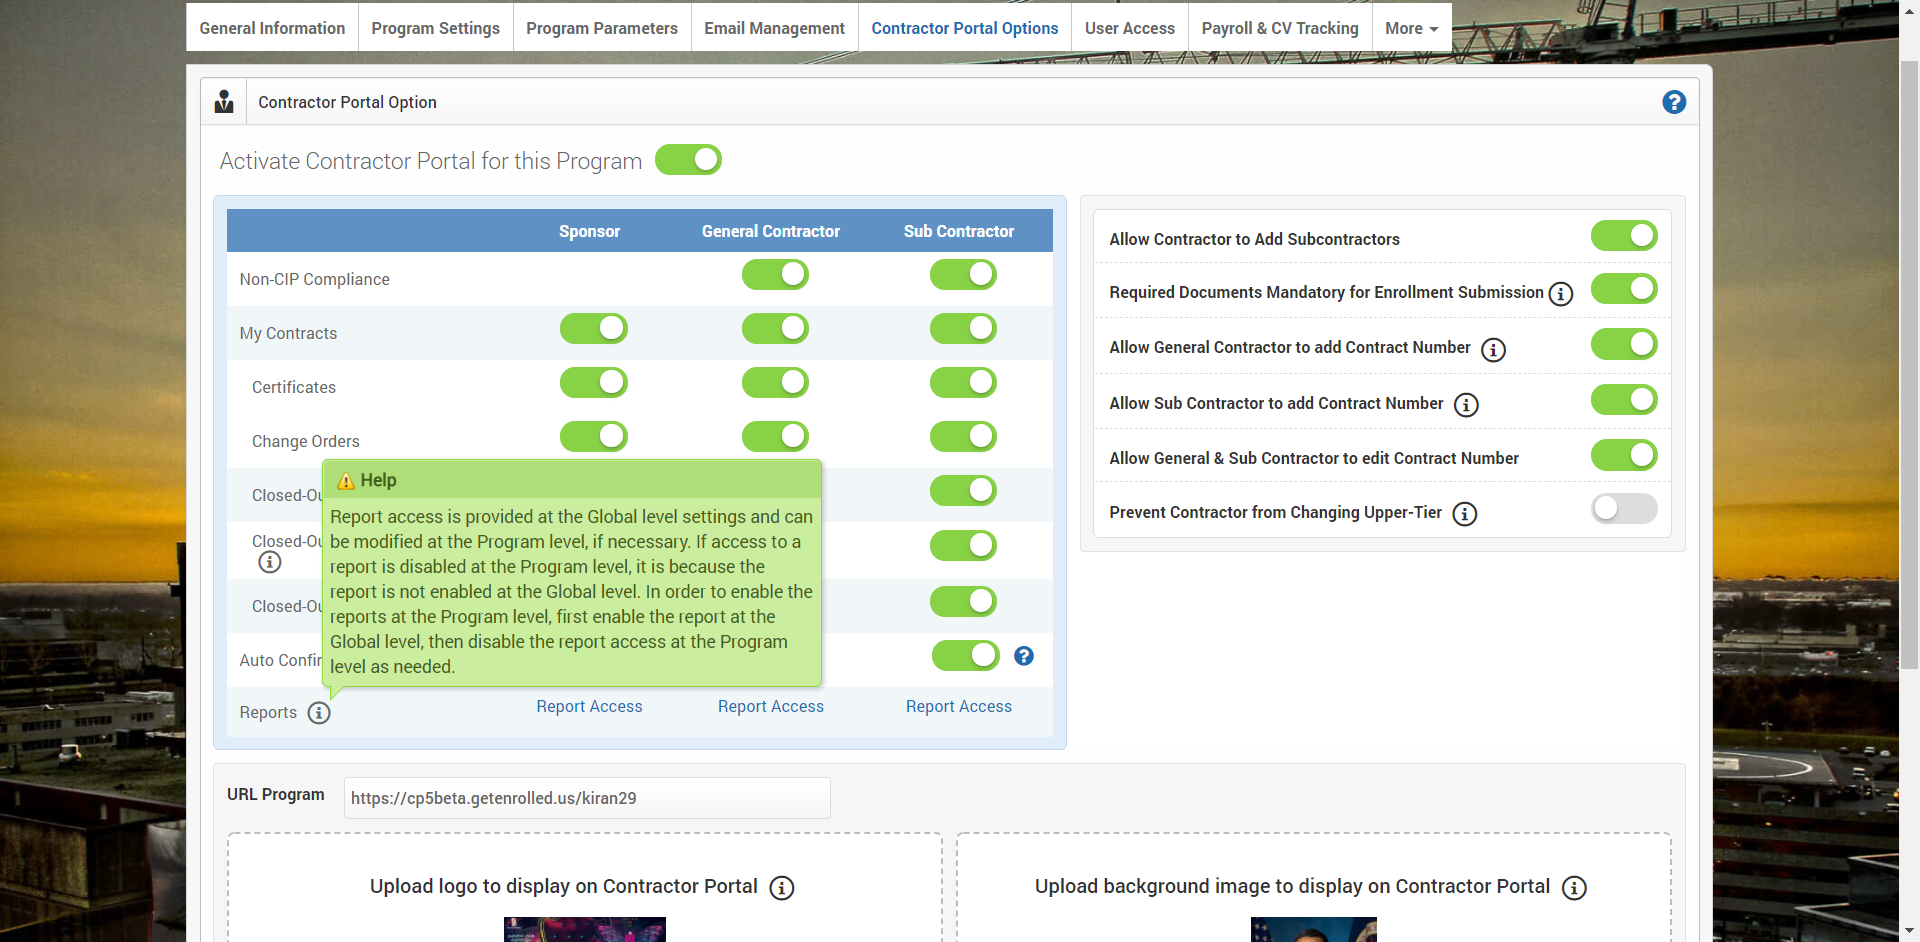 General Information
Program Settings
Program Parameters
Email Management
Contractor Portal Options
User Access
Payroll & CV Tracking
More
Contractor Portal Option
Activate Contractor Portal for this Program
Sponsor
General Contractor
Sub Contractor
Non-CIP Compliance
My Contracts
Certificates
Change Orders
Closed-Ou
Closed-Ou
Closed-Ou
Auto Confir
Help
Report access is provided at the Global level settings and can
be modified at the Program level, if necessary. If access to a
report is disabled at the Program level, it is because the
report is not enabled at the Global level. In order to enable the
reports at the Program level, first enable the report at the
Global level, then disable the report access at the Program
level as needed.
Reports
Report Access
Report Access
Report Access
Allow Contractor to Add Subcontractors
Required Documents Mandatory for Enrollment Submission
Allow General Contractor to add Contract Number
Allow Sub Contractor to add Contract Number
Allow General & Sub Contractor to edit Contract Number
Prevent Contractor from Changing Upper-Tier
URL Program
https://cp5beta.getenrolled.us/kiran29
Upload logo to display on Contractor Portal
Upload background image to display on Contractor Portal